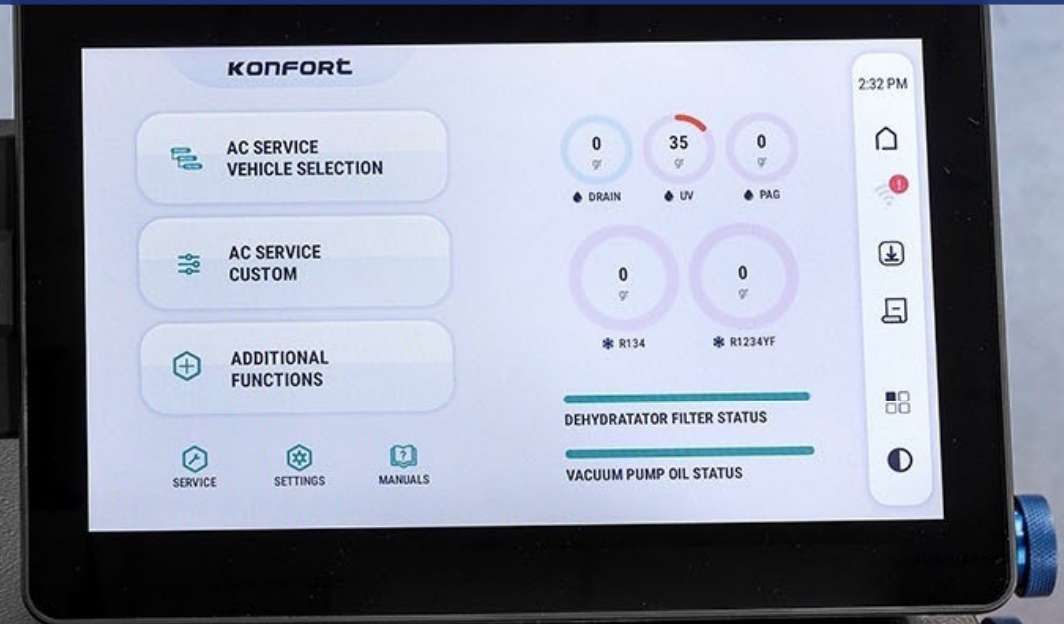 KONFORT
AC SERVICE
VEHICLE SELECTION
AC SERVICE
CUSTOM
ADDITIONAL
FUNCTIONS
SERVICE
SETTINGS
MANUALS
0
gr
DRAIN
35
gr
UV
0
gr
PAG
0
gr
R134
0
gr
R1234YF
DEHYDRATATOR FILTER STATUS
VACUUM PUMP OIL STATUS
2:32 PM